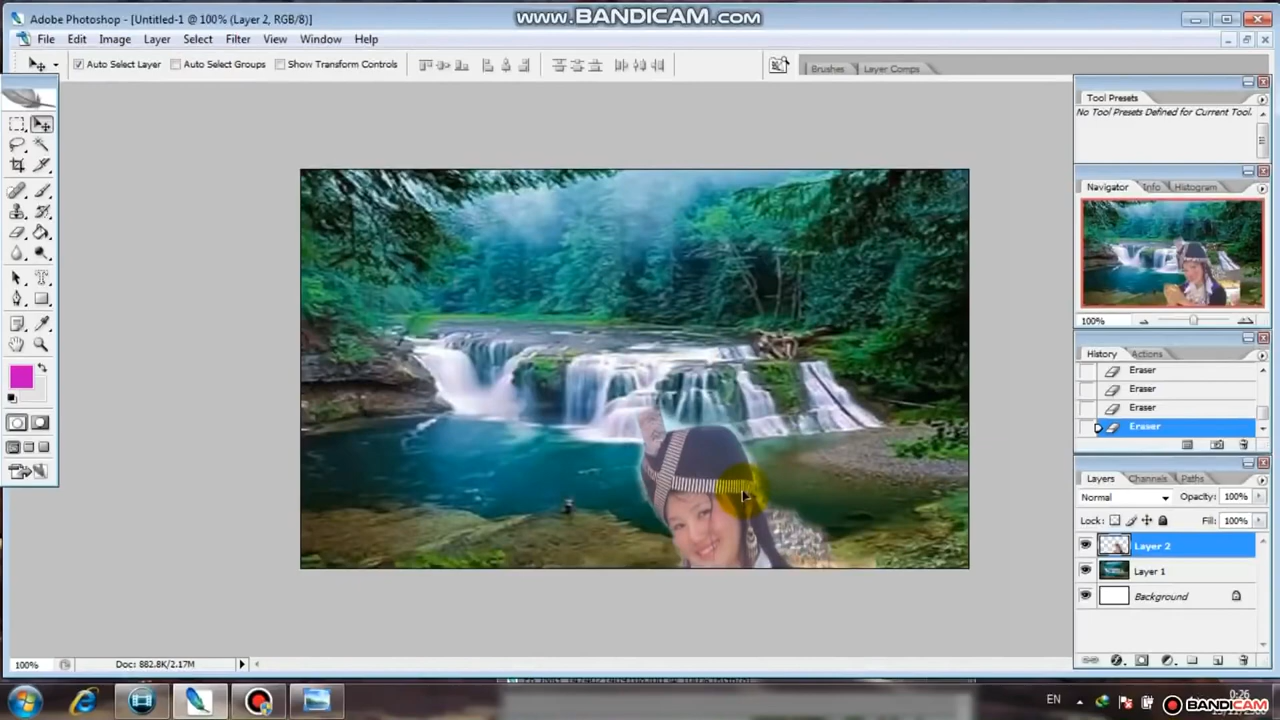 Adobe Photoshop - [Untitled-1 @ 100% (Layer 2, RGB/8)]
www.BANDICAM.com
File Edit Image Layer Select Filter View Window Help
Auto Select Layer Auto Select Groups Show Transform Controls
Brushes Layer Comps
Tool Presets
No Tool Presets Defined for Current Tool.
Navigator Info Histogram
100%
History Actions
Eraser
Eraser
Eraser
Eraser
Layers Channels Paths
Normal Opacity: 100%
Lock: Fill: 100%
Layer 2
Layer 1
Background
100% Doc: 882.8K/2.17M
EN 0:26
BANDICAM